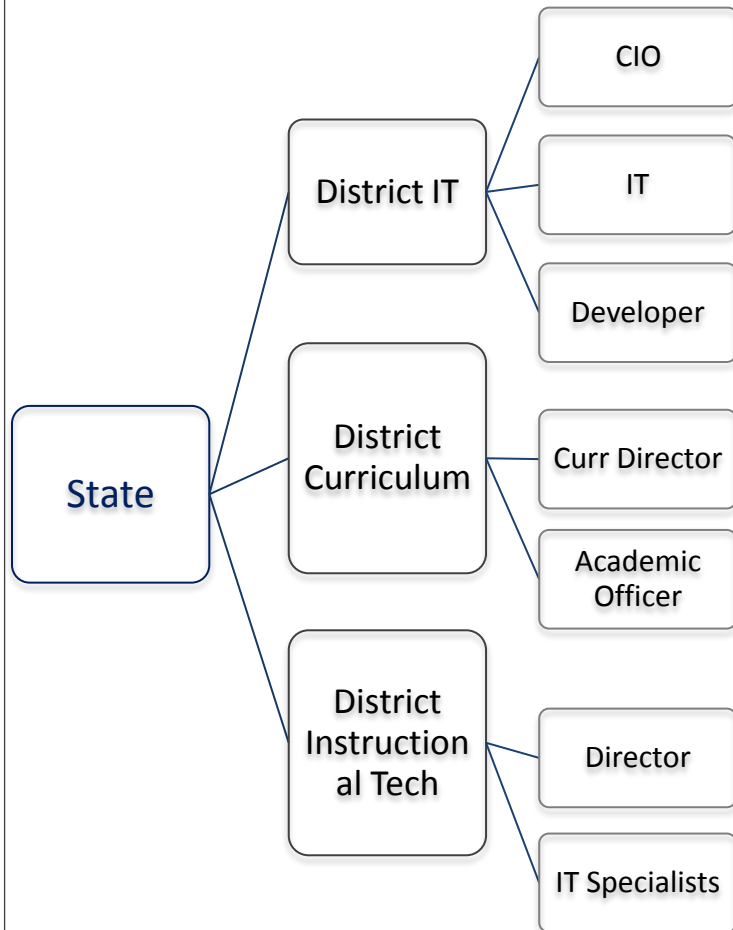 State
District IT
CIO
IT
Developer
District
Curriculum
Curr Director
Academic
Officer
District
Instruction
al Tech
Director
IT Specialists